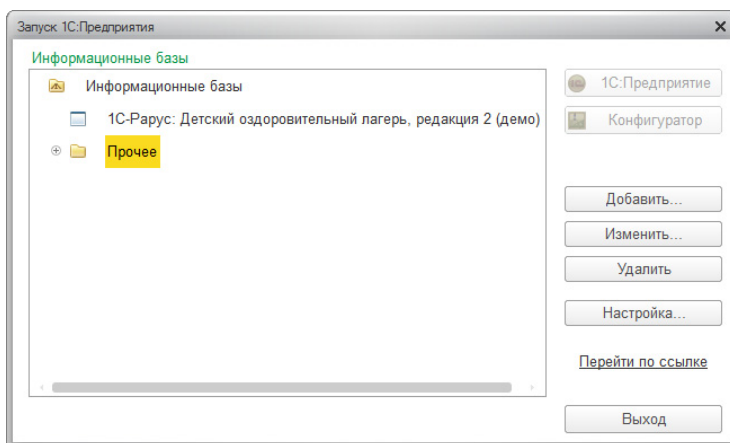 Запуск 1С:Предприятия
Информационные базы
Информационные базы
1С-Рарус: Детский оздоровительный лагерь, редакция 2 (демо)
Прочее
1С:Предприятие
Конфигуратор
Добавить...
Изменить...
Удалить
Настройка...
Перейти по ссылке
Выход